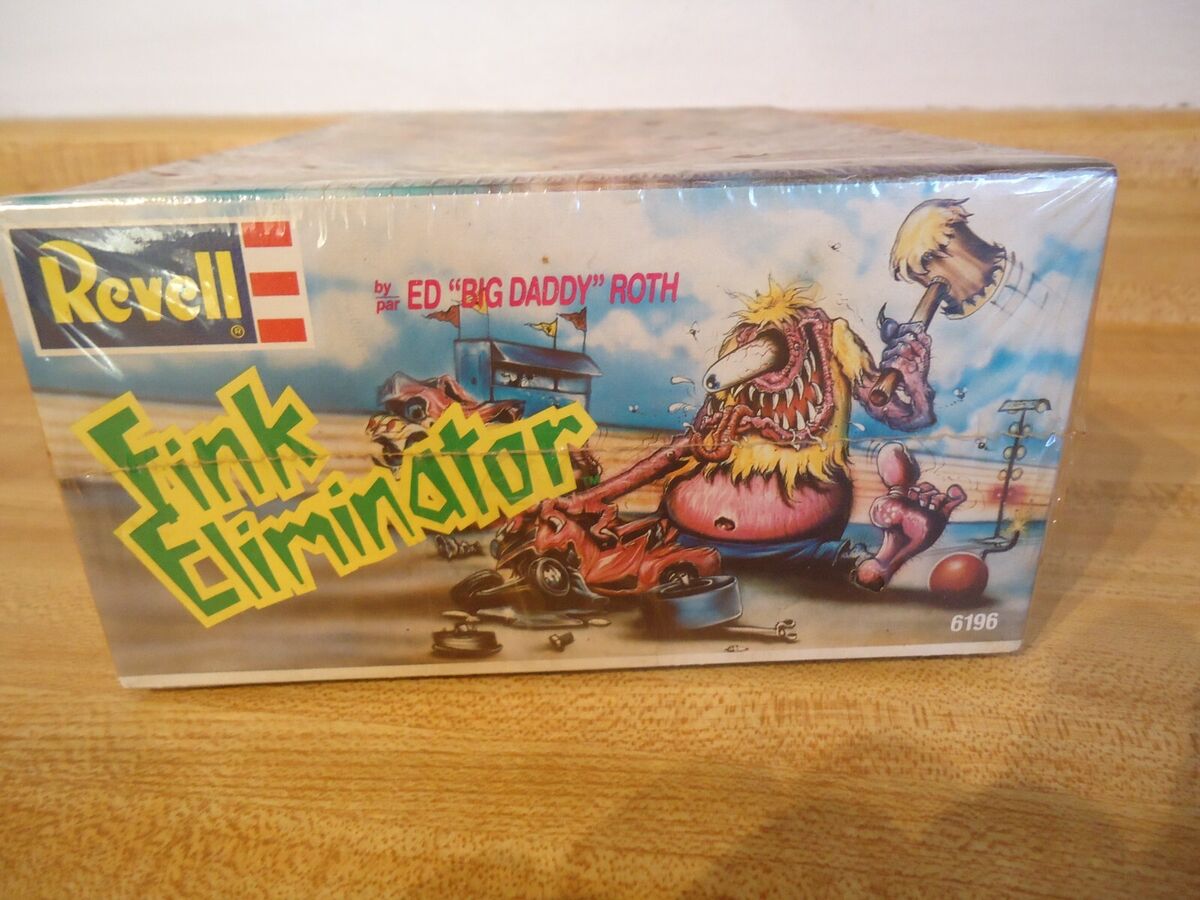 Revell®
by
par ED "BIG DADDY" ROTH
Fink
Eliminator
6196